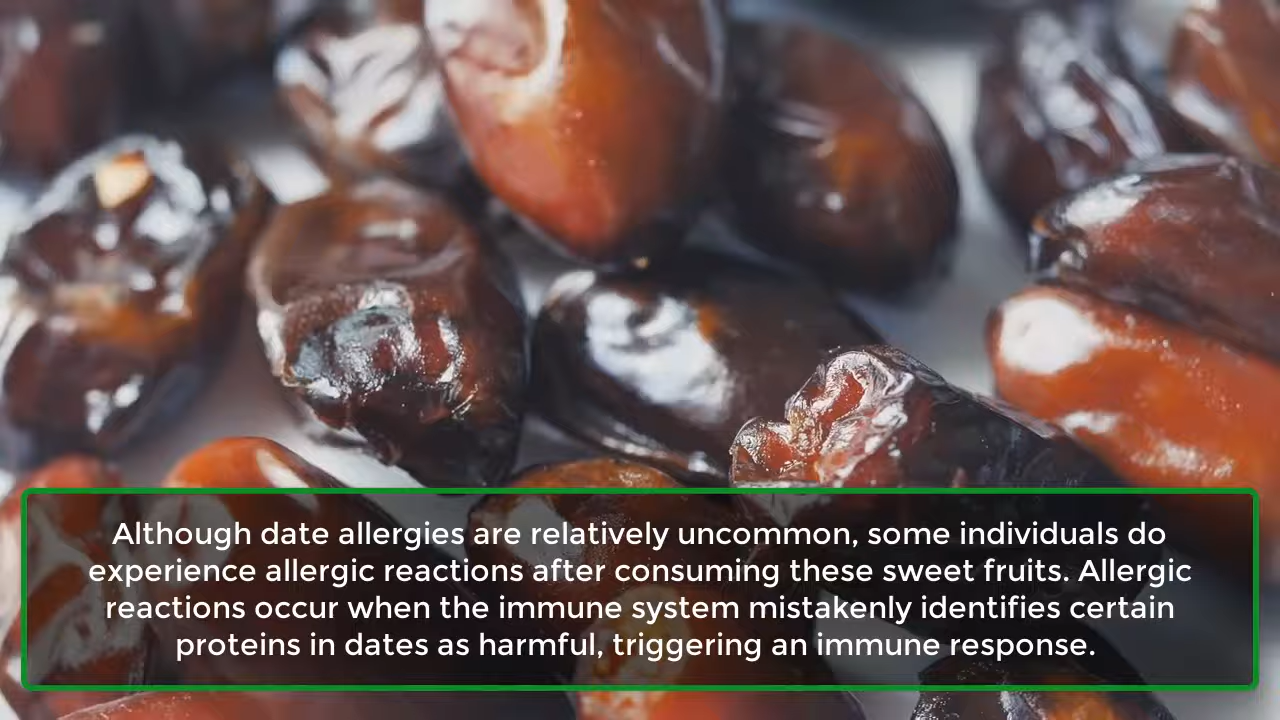 Although date allergies are relatively uncommon, some individuals do
experience allergic reactions after consuming these sweet fruits. Allergic
reactions occur when the immune system mistakenly identifies certain
proteins in dates as harmful, triggering an immune response.